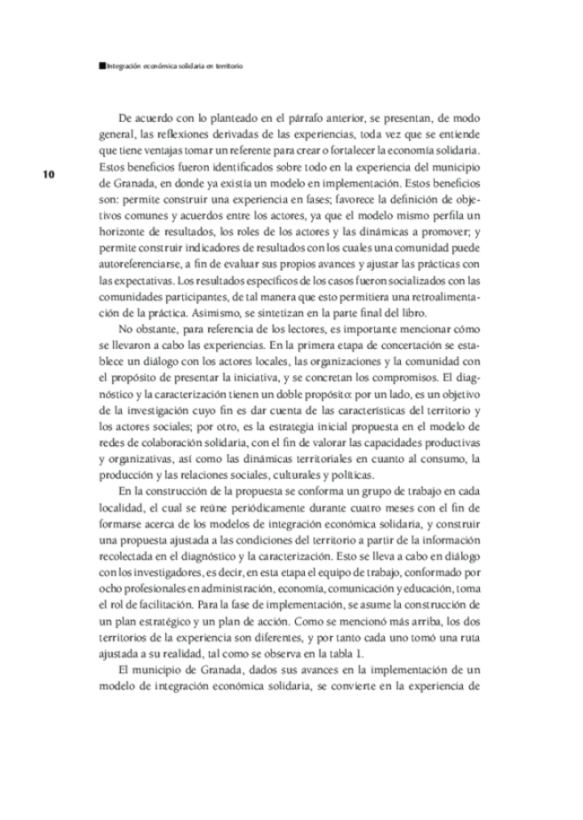 Integración económica solidaria en territorio
De acuerdo con lo planteado en el párrafo anterior, se presentan, de modo
general, las reflexiones derivadas de las experiencias, toda vez que se entiende
que tiene ventajas tomar un referente para crear o fortalecer la economía solidaria.
Estos beneficios fueron identificados sobre todo en la experiencia del municipio
10
de Granada, en donde ya existía un modelo en implementación. Estos beneficios
son: permite construir una experiencia en fases; favorece la definición de obje-
tivos comunes y acuerdos entre los actores, ya que el modelo mismo perfila un
horizonte de resultados, los roles de los actores y las dinámicas a promover; y
permite construir indicadores de resultados con los cuales una comunidad puede
autoreferenciarse, a fin de evaluar sus propios avances y ajustar las prácticas con
las expectativas. Los resultados específicos de los casos fueron socializados con las
comunidades participantes, de tal manera que esto permitiera una retroalimenta-
ción de la práctica. Asimismo, se sintetizan en la parte final del libro.
No obstante, para referencia de los lectores, es importante mencionar cómo
se llevaron a cabo las experiencias. En la primera etapa de concertación se esta-
blece un diálogo con los actores locales, las organizaciones y la comunidad con
el propósito de presentar la iniciativa, y se concretan los compromisos. El diag-
nóstico y la caracterización tienen un doble propósito: por un lado, es un objetivo
de la investigación cuyo fin es dar cuenta de las características del territorio y
los actores sociales; por otro, es la estrategia inicial propuesta en el modelo de
redes de colaboración solidaria, con el fin de valorar las capacidades productivas
y organizativas, así como las dinámicas territoriales en cuanto al consumo, la
producción y las relaciones sociales, culturales y políticas.
En la construcción de la propuesta se conforma un grupo de trabajo en cada
localidad, el cual se reúne periódicamente durante cuatro meses con el fin de
formarse acerca de los modelos de integración económica solidaria, y construir
una propuesta ajustada a las condiciones del territorio a partir de la información
recolectada en el diagnóstico y la caracterización. Esto se lleva a cabo en diálogo
con los investigadores, es decir, en esta etapa el equipo de trabajo, conformado por
ocho profesionales en administración, economía, comunicación y educación, toma
el rol de facilitación. Para la fase de implementación, se asume la construcción de
un plan estratégico y un plan de acción. Como se mencionó más arriba, los dos
territorios de la experiencia son diferentes, y por tanto cada uno tomó una ruta
ajustada a su realidad, tal como se observa en la tabla 1.
El municipio de Granada, dados sus avances en la implementación de un
modelo de integración económica solidaria, se convierte en la experiencia de